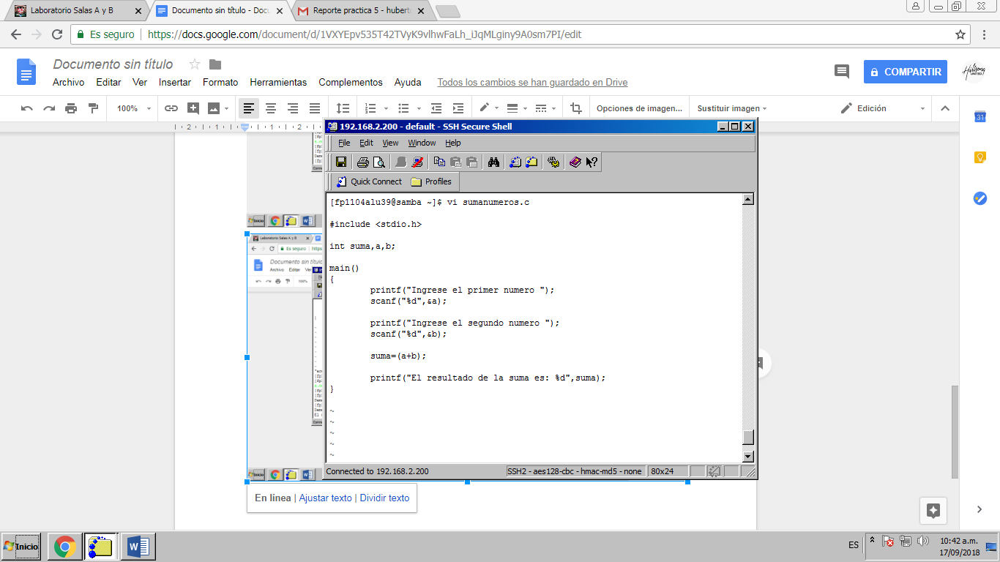 Laboratorio Salas A y B
Documento sin título - Docu
Reporte practica 5 - hubert
Es seguro | https://docs.google.com/document/d/1VXYEpv535T42TVyK9vlhwFaLh_iJqMLginy9A0sm7PI/edit
Documento sin título
Archivo Editar Ver Insertar Formato Herramientas Complementos Ayuda Todos los cambios se han guardado en Drive
COMPARTIR
100% Opciones de imagen... Sustituir imagen Edición
2 1 1 2
31
192.168.2.200 - default - SSH Secure Shell
File Edit View Window Help
Quick Connect Profiles
[fp1104alu39@samba ~]$ vi sumanumeros.c
#include <stdio.h>
int suma,a,b;
main()
{
printf("Ingrese el primer numero ");
scanf("%d",&a);
printf("Ingrese el segundo numero ");
scanf("%d",&b);
suma=(a+b);
printf("El resultado de la suma es: %d",suma);
}
~
~
~
~
~
Connected to 192.168.2.200 SSH2 - aes128-cbc - hmac-md5 - none 80x24
Inicio
Laboratorio Salas A y B
Es seguro | https
Documento sin título
Archivo Editar Ver
100%
Inicio
En línea | Ajustar texto | Dividir texto
Inicio
ES
10:42 a.m.
17/09/2018